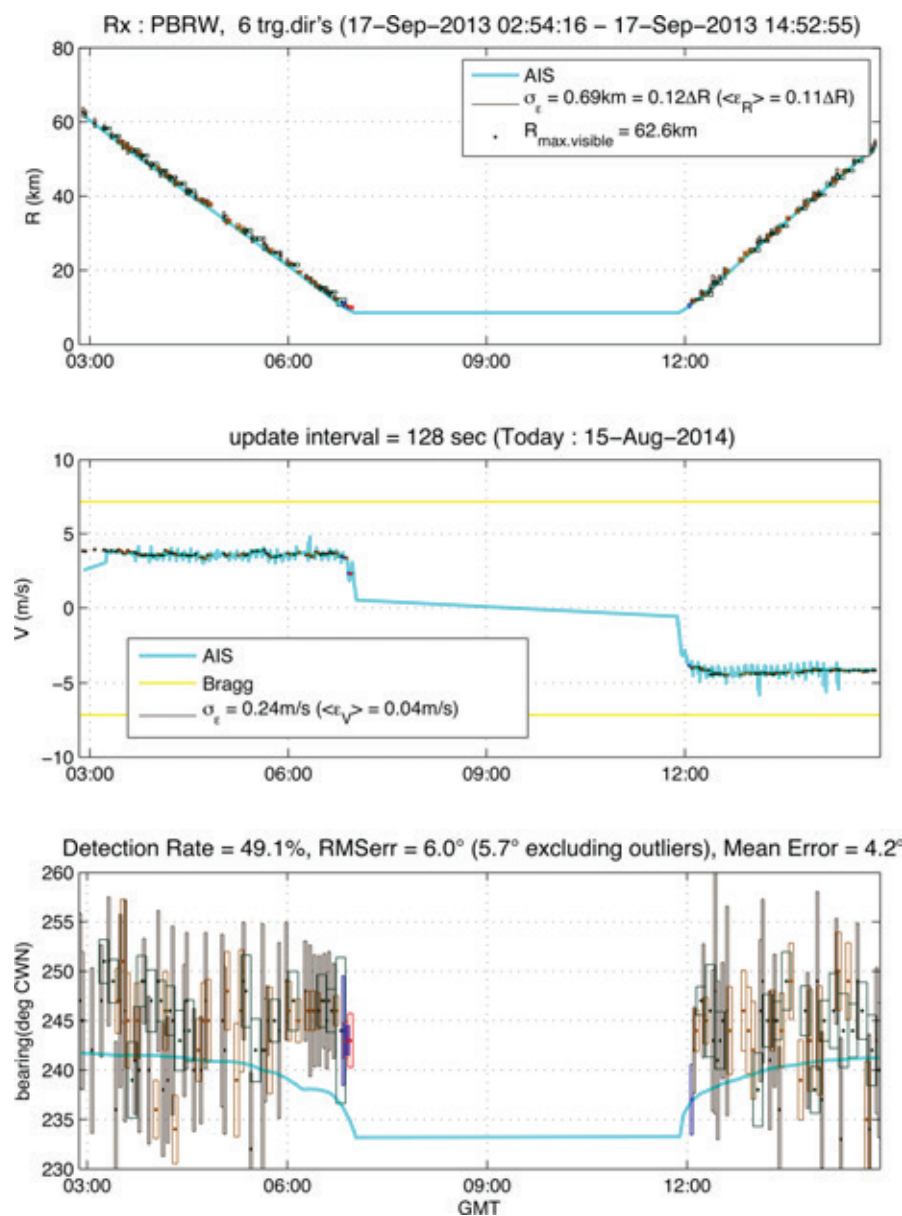 Rx : PBRW, 6 trg.dir's (17−Sep−2013 02:54:16 − 17−Sep−2013 14:52:55)
80
60
40
20
0
R (km)
AIS
σε = 0.69km = 0.12ΔR (<εR> = 0.11ΔR)
Rmax.visible = 62.6km
03:00 06:00 09:00 12:00
update interval = 128 sec (Today : 15−Aug−2014)
10
5
0
−5
−10
V (m/s)
AIS
Bragg
σε = 0.24m/s (<εV> = 0.04m/s)
03:00 06:00 09:00 12:00
Detection Rate = 49.1%, RMSerr = 6.0° (5.7° excluding outliers), Mean Error = 4.2°
260
255
250
245
240
235
230
bearing(deg CWN)
03:00 06:00 09:00 12:00
GMT